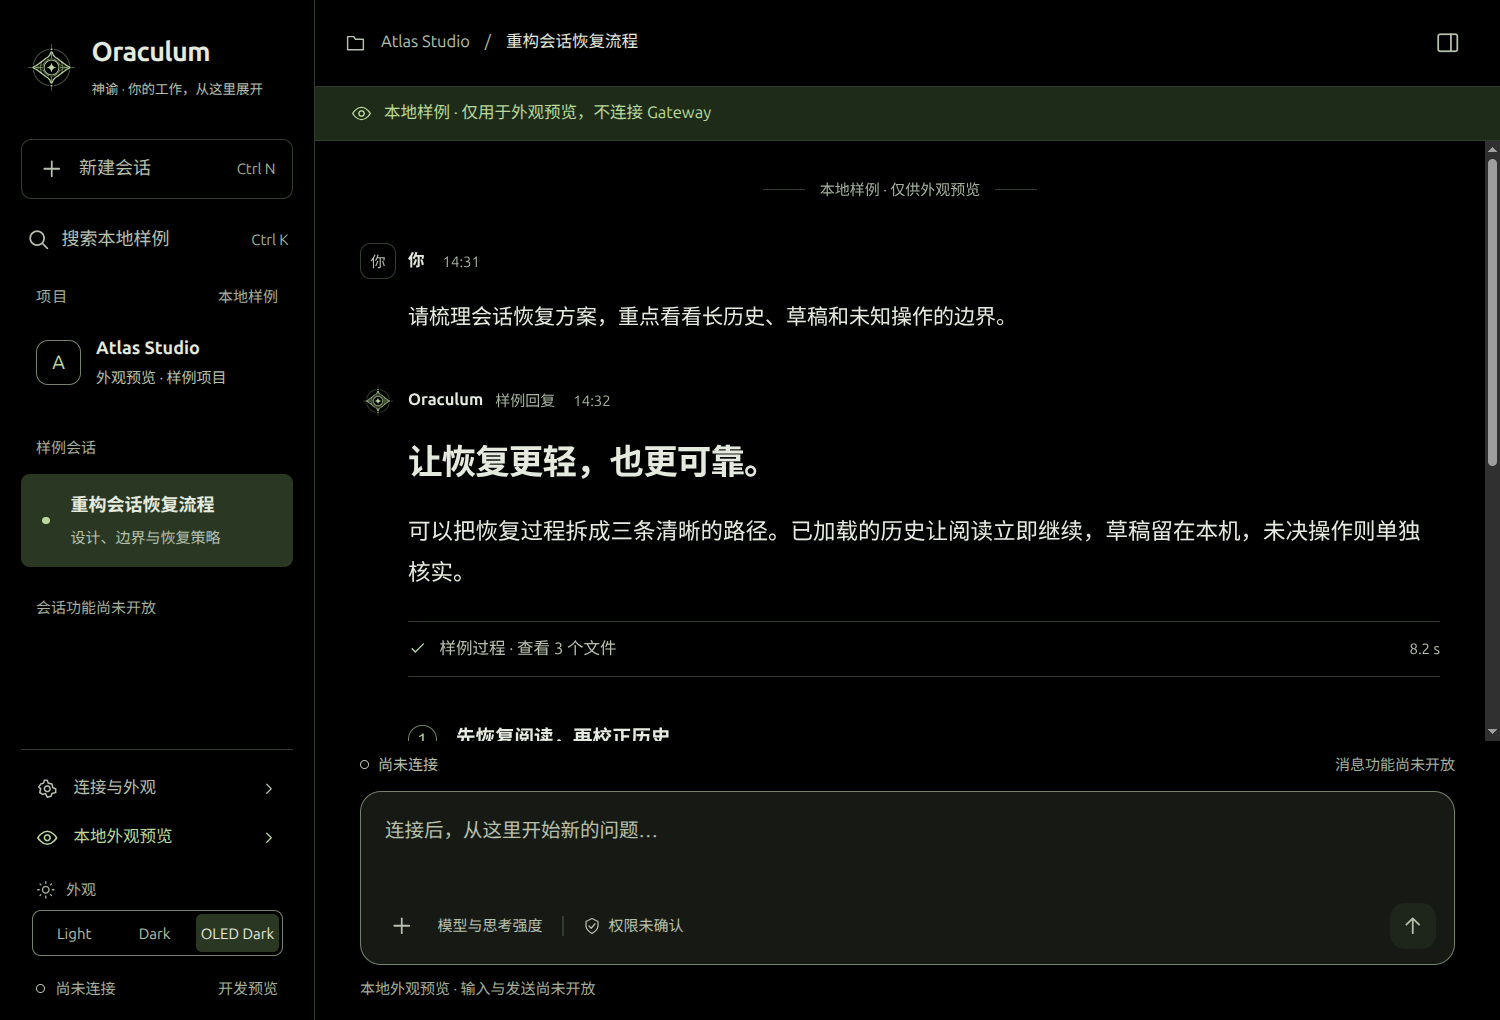 Oraculum
神谕 · 你的工作，从这里展开
新建会话 Ctrl N
搜索本地样例 Ctrl K
项目 本地样例
A
Atlas Studio
外观预览 · 样例项目
样例会话
重构会话恢复流程
设计、边界与恢复策略
会话功能尚未开放
连接与外观
本地外观预览
外观
Light Dark OLED Dark
尚未连接 开发预览
Atlas Studio / 重构会话恢复流程
本地样例 · 仅用于外观预览，不连接 Gateway
本地样例 · 仅供外观预览
你 你 14:31
请梳理会话恢复方案，重点看看长历史、草稿和未知操作的边界。
Oraculum 样例回复 14:32
让恢复更轻，也更可靠。
可以把恢复过程拆成三条清晰的路径。已加载的历史让阅读立即继续，草稿留在本机，未决操作则单独
核实。
样例过程 · 查看 3 个文件 8.2 s
1 先恢复阅读，再校正历史
尚未连接 消息功能尚未开放
连接后，从这里开始新的问题…
模型与思考强度 权限未确认
本地外观预览 · 输入与发送尚未开放